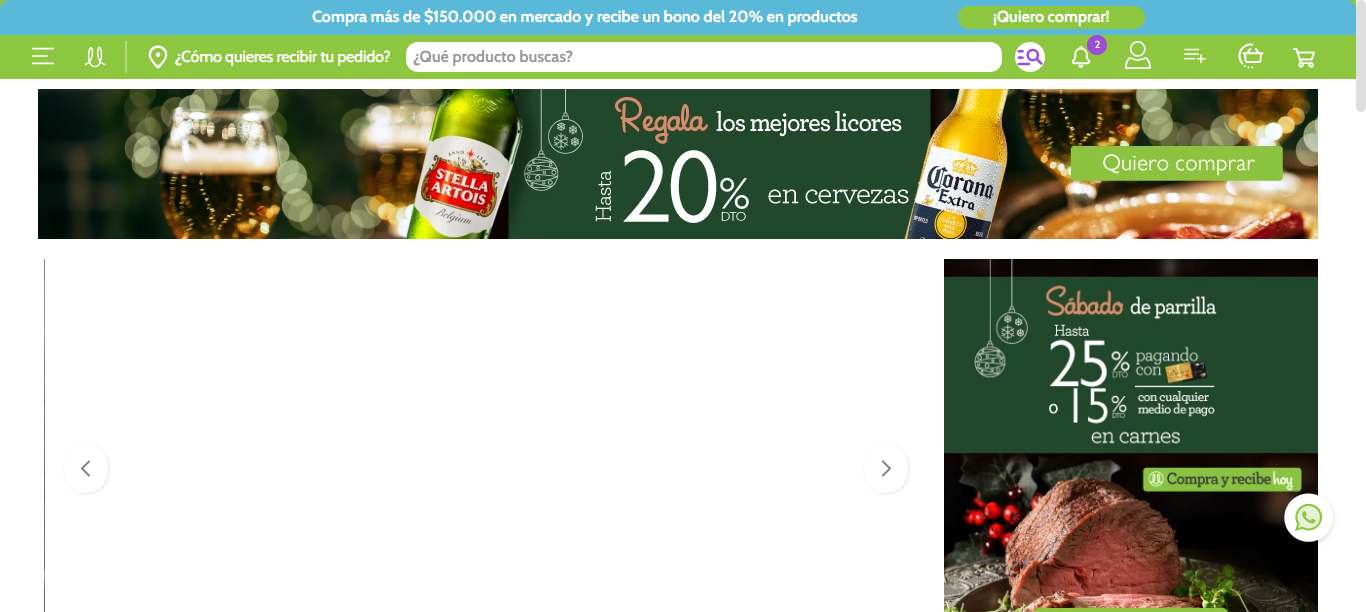 Compra más de $150.000 en mercado y recibe un bono del 20% en productos
¡Quiero comprar!
¿Cómo quieres recibir tu pedido?
¿Qué producto buscas?
2
Regala los mejores licores
Hasta 20% DTO en cervezas
Quiero comprar
ANNO 1366
STELLA
ARTOIS
Belgium
Corona
Extra
Sábado de parrilla
Hasta
25% DTO pagando con
o 15% DTO con cualquier medio de pago
en carnes
Compra y recibe hoy